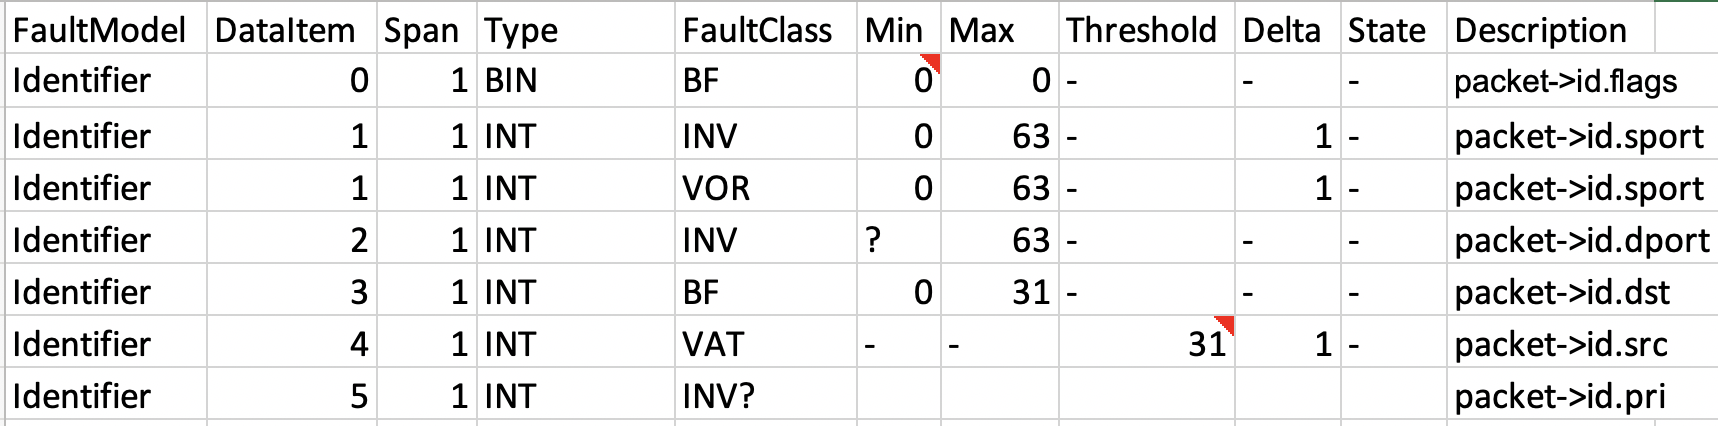 FaultModel DataItem Span Type FaultClass Min Max Threshold Delta State Description
Identifier 0 1 BIN BF 0 0 - - - packet->id.flags
Identifier 1 1 INT INV 0 63 - 1 - packet->id.sport
Identifier 1 1 INT VOR 0 63 - 1 - packet->id.sport
Identifier 2 1 INT INV ? 63 - - - packet->id.dport
Identifier 3 1 INT BF 0 31 - - - packet->id.dst
Identifier 4 1 INT VAT - - 31 1 - packet->id.src
Identifier 5 1 INT INV? packet->id.pri